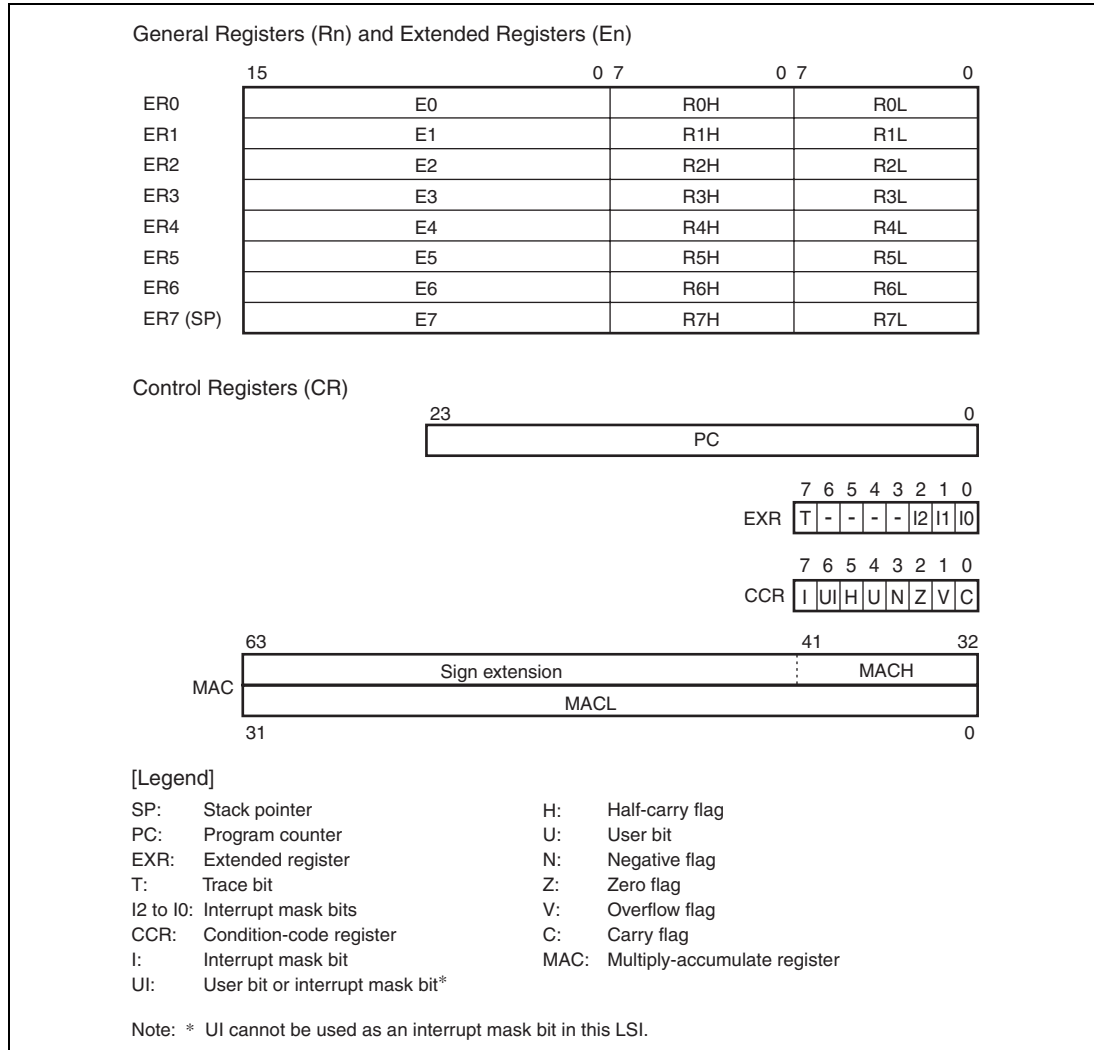 General Registers (Rn) and Extended Registers (En)
15 0 7 0 7 0
ER0 E0 R0H R0L
ER1 E1 R1H R1L
ER2 E2 R2H R2L
ER3 E3 R3H R3L
ER4 E4 R4H R4L
ER5 E5 R5H R5L
ER6 E6 R6H R6L
ER7 (SP) E7 R7H R7L
Control Registers (CR)
23 0
PC
7 6 5 4 3 2 1 0
EXR T - - - - I2 I1 I0
7 6 5 4 3 2 1 0
CCR I UI H U N Z V C
63 41 32
Sign extension MACH
MAC
MACL
31 0
[Legend]
SP: Stack pointer
PC: Program counter
EXR: Extended register
T: Trace bit
I2 to I0: Interrupt mask bits
CCR: Condition-code register
I: Interrupt mask bit
UI: User bit or interrupt mask bit*
H: Half-carry flag
U: User bit
N: Negative flag
Z: Zero flag
V: Overflow flag
C: Carry flag
MAC: Multiply-accumulate register
Note: * UI cannot be used as an interrupt mask bit in this LSI.